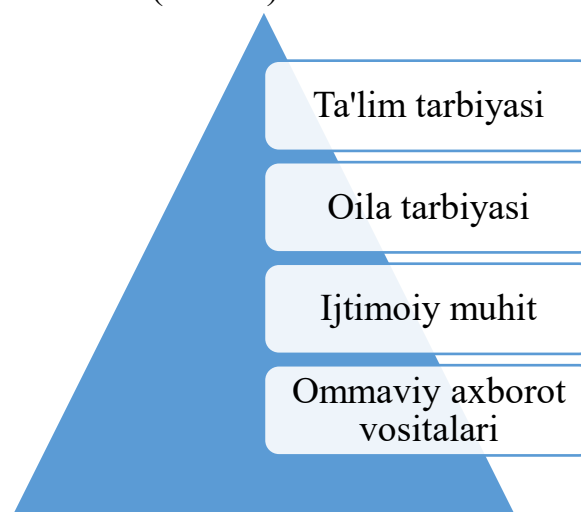 Ta'lim tarbiyasi
Oila tarbiyasi
Ijtimoiy muhit
Ommaviy axborot
vositalari